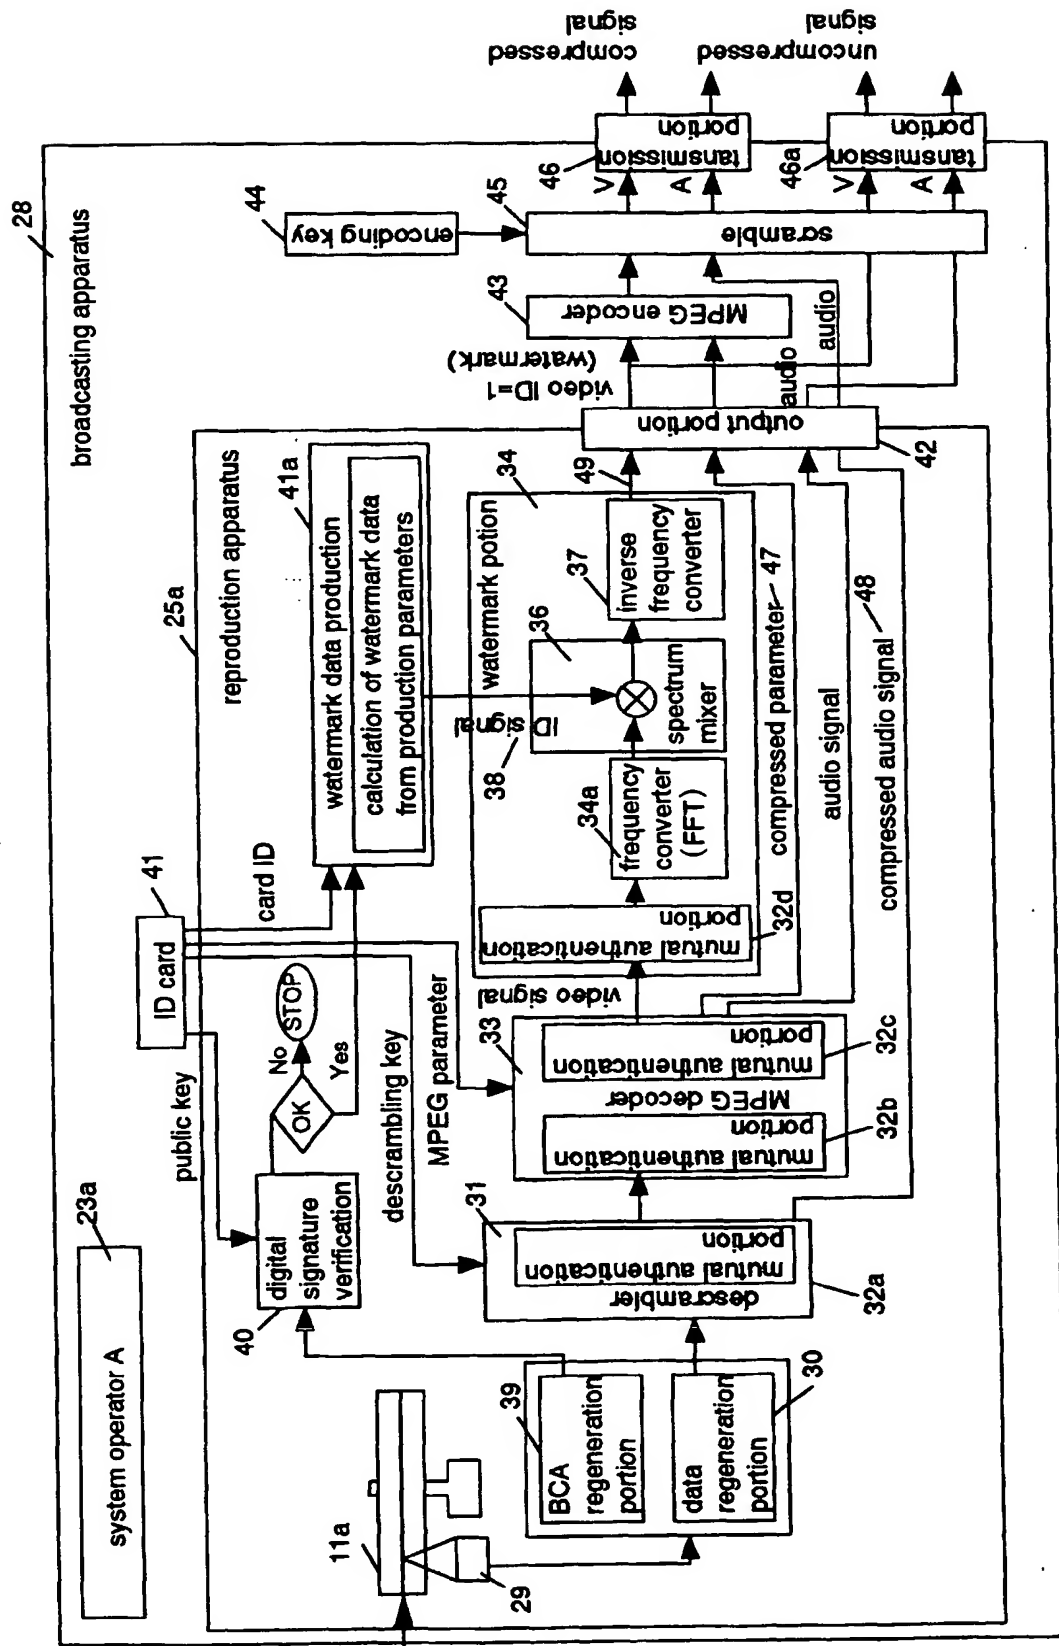 28
broadcasting apparatus
system operator A
23a
25a
reproduction apparatus
ID card
41
public key
card ID
No
STOP
OK
Yes
digital
signature
verification
40
descrambling key
MPEG parameter
watermark data production
41a
calculation of watermark data
from production parameters
11a
29
39
BCA
regeneration
portion
data
regeneration
portion
30
31
mutual authentication
portion
descrambler
32a
33
mutual authentication
portion
32b
MPEG decoder
mutual authentication
portion
32c
video signal
watermark potion
34
mutual authentication
portion
32d
34a
frequency
converter
(FFT)
ID signal
38
36
spectrum
mixer
37
inverse
frequency
converter
49
compressed parameter
47
audio signal
48
compressed audio signal
output portion
42
video ID=1
(watermark)
audio
audio
MPEG encoder
43
encoding key
44
scramble
45
V
A
V
A
tansmission
portion
46
tansmission
portion
46a
compressed
signal
uncompressed
signal